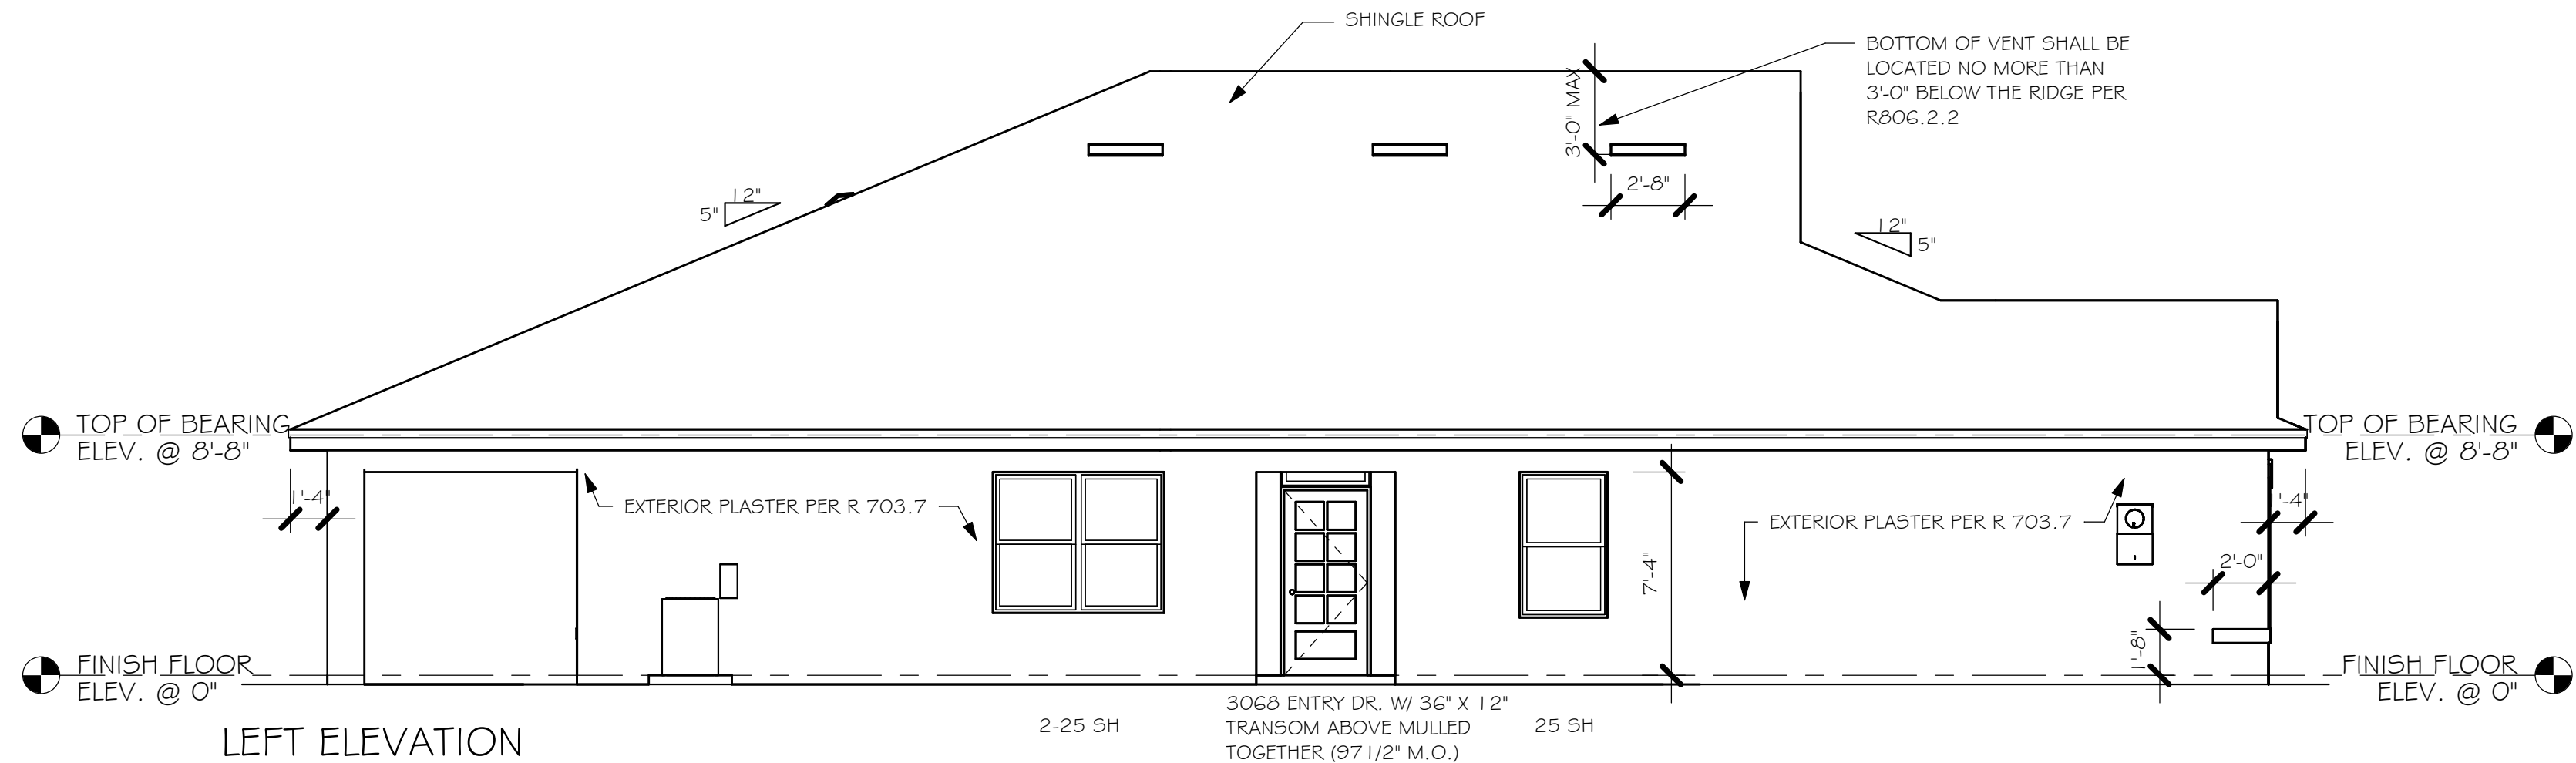 SHINGLE ROOF
BOTTOM OF VENT SHALL BE
LOCATED NO MORE THAN
3'-0" BELOW THE RIDGE PER
R806.2.2
3'-0" MAX
2'-8"
12"
5"
12"
5"
TOP OF BEARING
ELEV. @ 8'-8"
TOP OF BEARING
ELEV. @ 8'-8"
1'-4"
EXTERIOR PLASTER PER R 703.7
EXTERIOR PLASTER PER R 703.7
'-4"
7'-4"
2'-0"
1'-8"
FINISH FLOOR
ELEV. @ 0"
FINISH FLOOR
ELEV. @ 0"
2-25 SH
3068 ENTRY DR. W/ 36" X 12"
TRANSOM ABOVE MULLED
TOGETHER (97 1/2" M.O.)
25 SH
LEFT ELEVATION